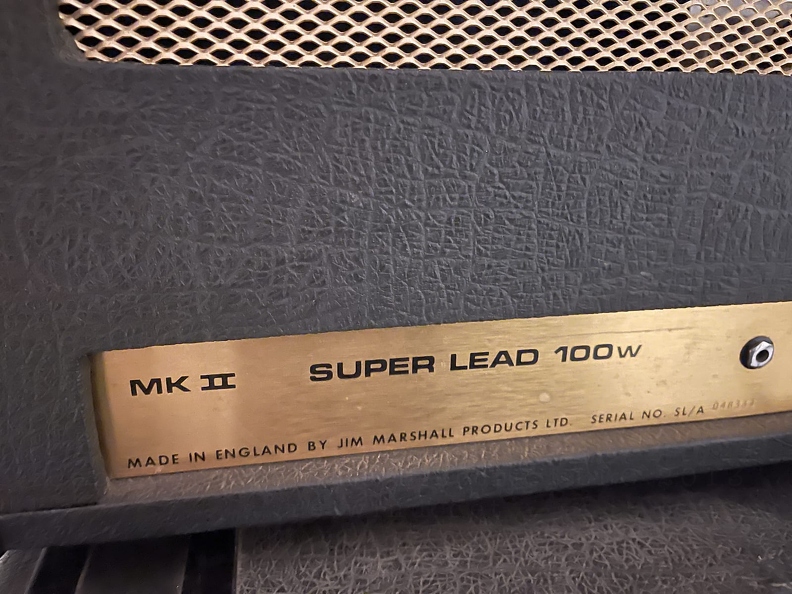 MK II SUPER LEAD 100W
MADE IN ENGLAND BY JIM MARSHALL PRODUCTS LTD. SERIAL NO. SL/A